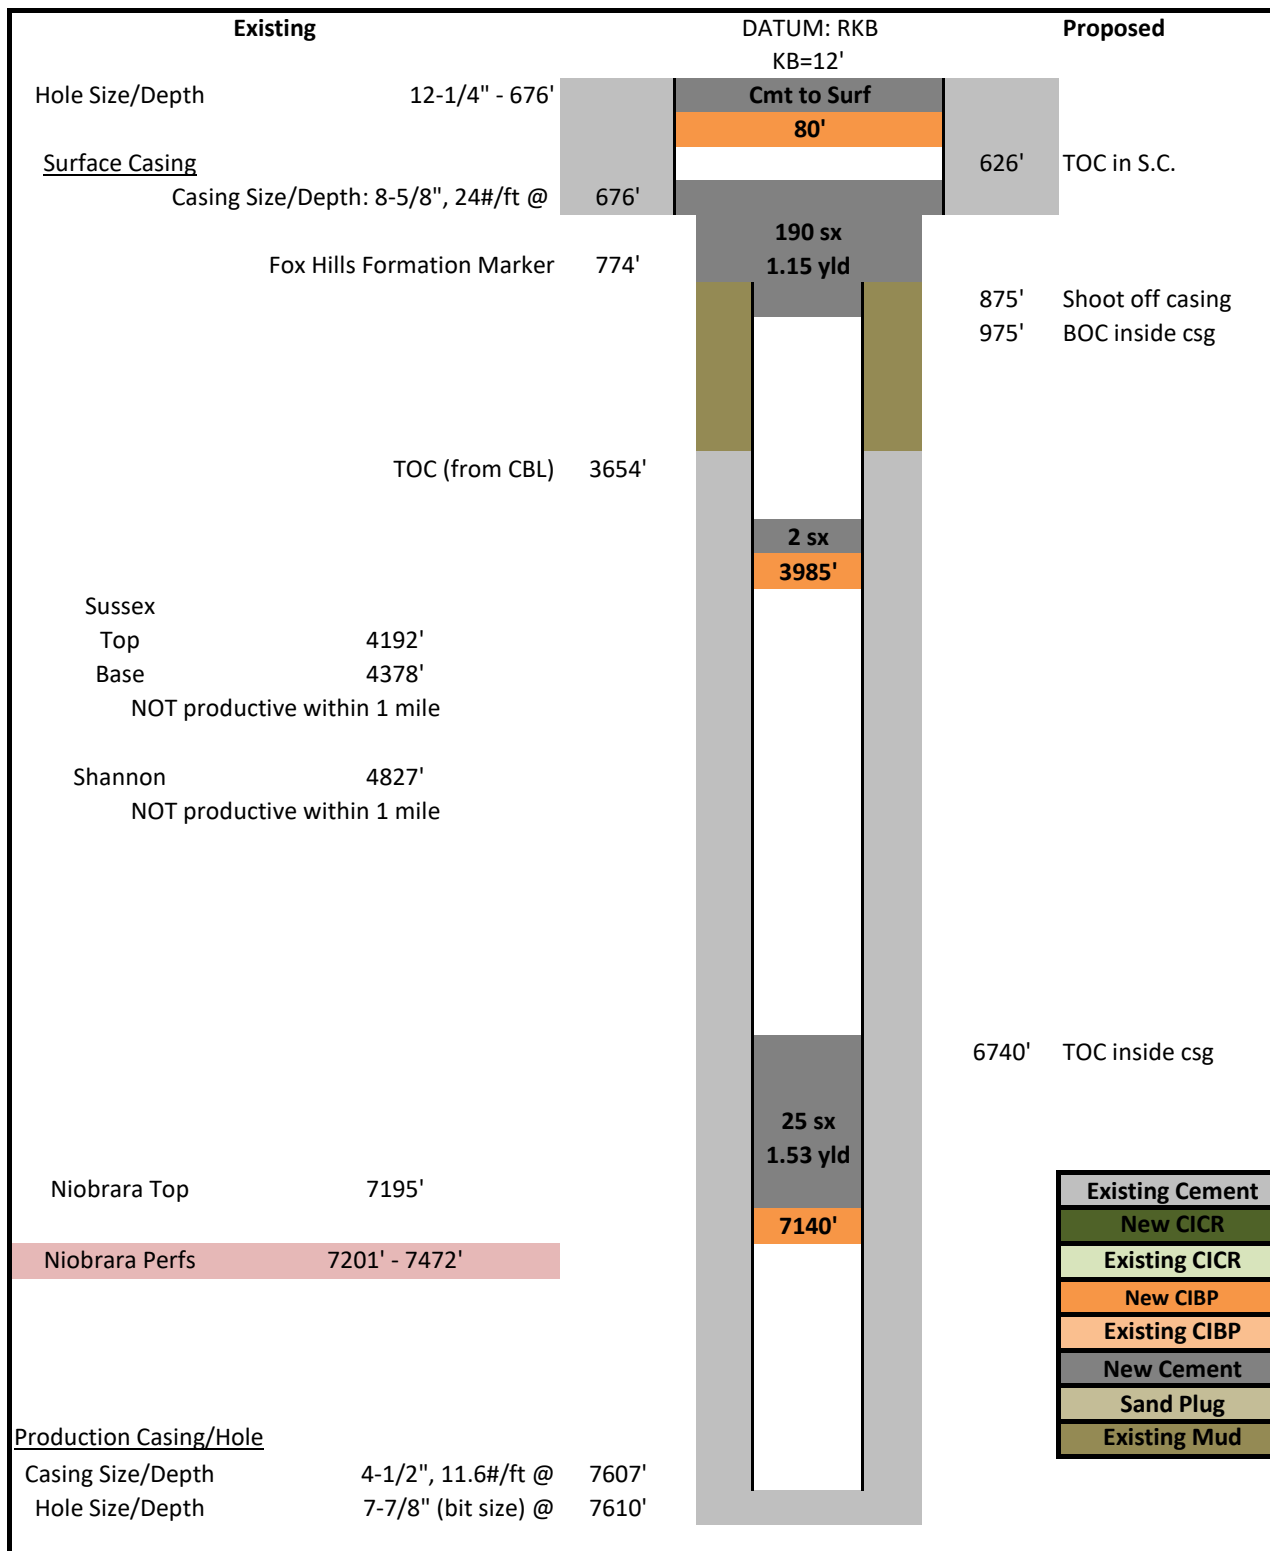 Existing DATUM: RKB Proposed
KB=12'
Hole Size/Depth 12-1/4" - 676' Cmt to Surf
80'
Surface Casing 626' TOC in S.C.
Casing Size/Depth: 8-5/8", 24#/ft @ 676'
190 sx
Fox Hills Formation Marker 774' 1.15 yld
875' Shoot off casing
975' BOC inside csg
TOC (from CBL) 3654'
2 sx
3985'
Sussex
Top 4192'
Base 4378'
NOT productive within 1 mile
Shannon 4827'
NOT productive within 1 mile
6740' TOC inside csg
25 sx
1.53 yld
Niobrara Top 7195'
7140'
Niobrara Perfs 7201' - 7472'
Existing Cement
New CICR
Existing CICR
New CIBP
Existing CIBP
New Cement
Sand Plug
Existing Mud
Production Casing/Hole
Casing Size/Depth 4-1/2", 11.6#/ft @ 7607'
Hole Size/Depth 7-7/8" (bit size) @ 7610'